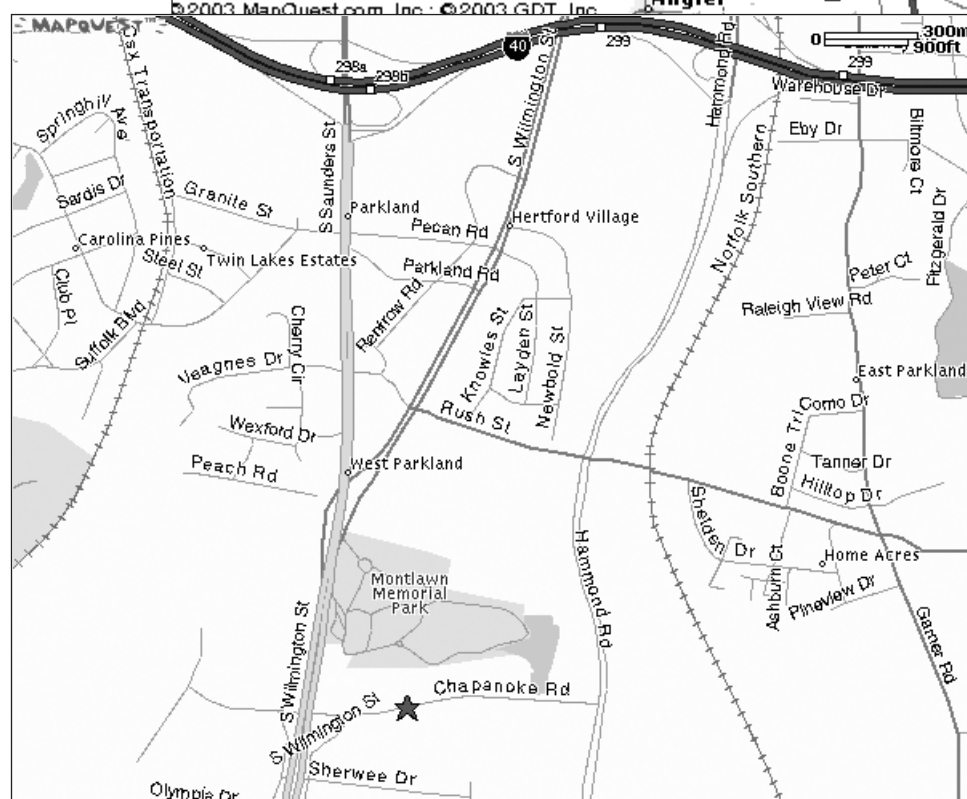 ©2003 MapQuest.com, Inc.; ©2003 GDT, Inc.
Angier
MAPQUEST
0 300m
900ft
40
299
298a
298b
299
Csx Transportation
S Wilmington St
Hammond Rd
Warehouse Dr
Springhill Ave
S Saunders St
Eby Dr
Biltmore Ct
Norfolk Southern
Sardis Dr
Granite St
Parkland
Pecan Rd
Hertford Village
Fitzgerald Dr
Carolina Pines
Steel St
Twin Lakes Estates
Parkland Rd
Peter Ct
Club Pl
Suffolk Blvd
Cherry Cir
Renfrow Rd
Knowles St
Layden St
Newbold St
Raleigh View Rd
Veagnes Dr
East Parkland
Rush St
Como Dr
Wexford Dr
Boone Trl
Peach Rd
West Parkland
Tanner Dr
Hilltop Dr
Shelden Dr
Home Acres
Hammond Rd
Ashburn Ct
Pineview Dr
Montlawn
Memorial
Park
Garner Rd
S Wilmington St
Chapanoke Rd
S Wilmington St
Sherwee Dr
Olympia Dr